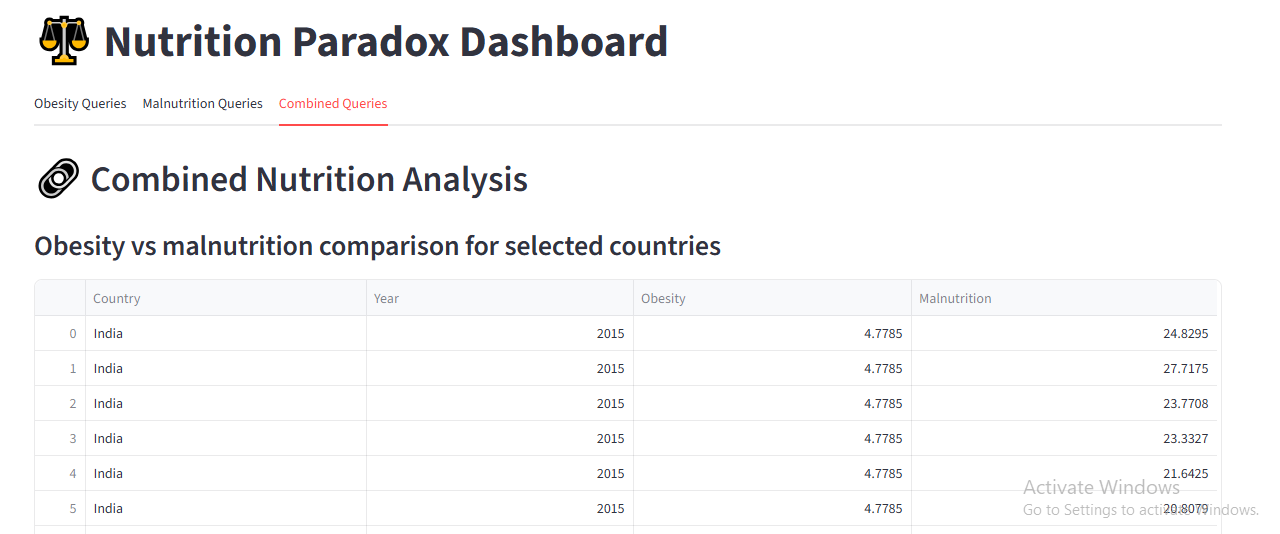 Nutrition Paradox Dashboard
Obesity Queries Malnutrition Queries Combined Queries
Combined Nutrition Analysis
Obesity vs malnutrition comparison for selected countries
Country Year Obesity Malnutrition
0 India 2015 4.7785 24.8295
1 India 2015 4.7785 27.7175
2 India 2015 4.7785 23.7708
3 India 2015 4.7785 23.3327
4 India 2015 4.7785 21.6425
5 India 2015 4.7785 20.8079
Activate Windows
Go to Settings to activate Windows.